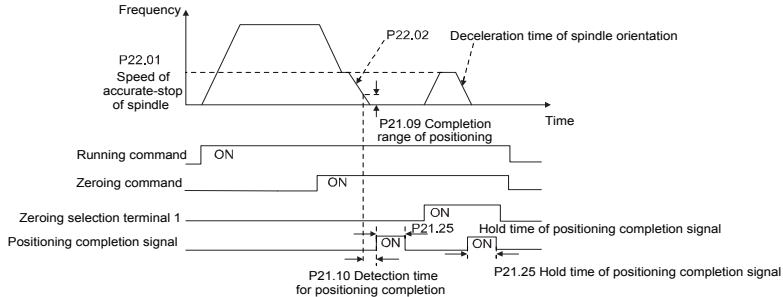 Frequency
P22.01
Speed of
accurate-stop
of spindle
P22.02
Deceleration time of spindle orientation
Time
P21.09 Completion
range of positioning
Running command
ON
Zeroing command
ON
Zeroing selection terminal 1
ON
P21.25
Hold time of positioning completion signal
Positioning completion signal
ON
ON
P21.10 Detection time
for positioning completion
P21.25 Hold time of positioning completion signal